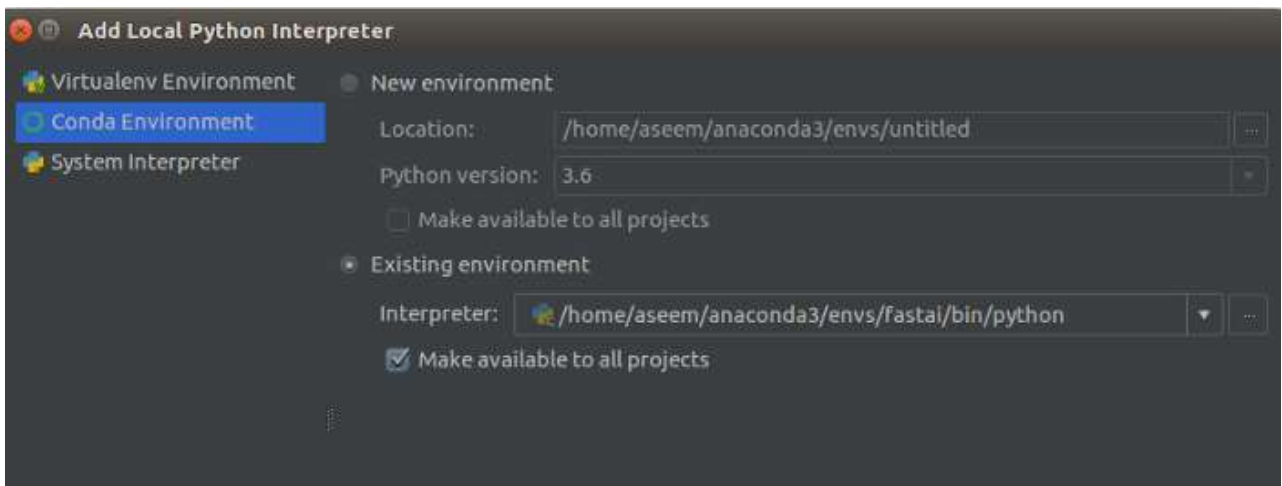 Add Local Python Interpreter
Virtualenv Environment
Conda Environment
System Interpreter
New environment
Location: /home/aseem/anaconda3/envs/untitled ...
Python version: 3.6
Make available to all projects
Existing environment
Interpreter: /home/aseem/anaconda3/envs/fastai/bin/python ...
Make available to all projects